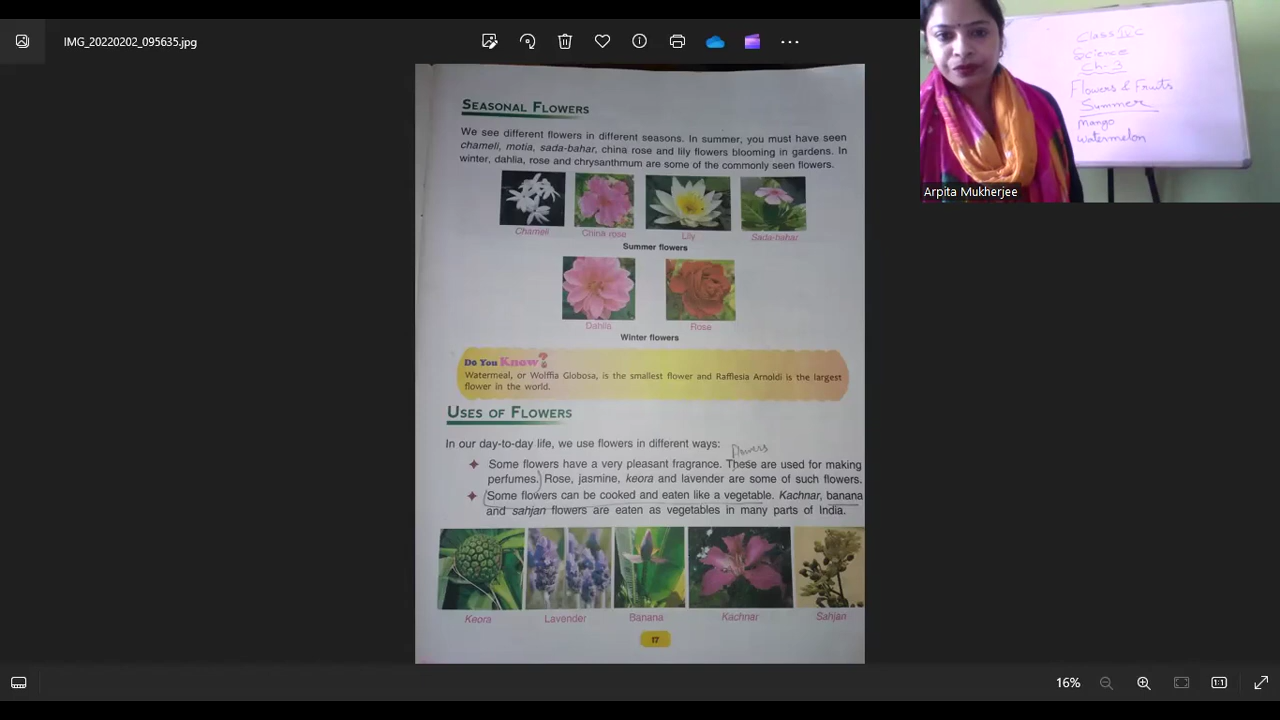 IMG_20220202_095635.jpg
SEASONAL FLOWERS
We see different flowers in different seasons. In summer, you must have seen
chameli, motia, sada-bahar, china rose and lily flowers blooming in gardens. In
winter, dahlia, rose and chrysanthmum are some of the commonly seen flowers.
Chameli
China rose
Lily
Sada-bahar
Summer flowers
Dahlia
Rose
Winter flowers
Do You Know?
Watermeal, or Wolffia Globosa, is the smallest flower and Rafflesia Arnoldi is the largest
flower in the world.
USES OF FLOWERS
In our day-to-day life, we use flowers in different ways:
flowers
Some flowers have a very pleasant fragrance. These are used for making
perfumes. Rose, jasmine, keora and lavender are some of such flowers.
Some flowers can be cooked and eaten like a vegetable. Kachnar, banana
and sahjan flowers are eaten as vegetables in many parts of India.
Keora
Lavender
Banana
Kachnar
Sahjan
17
Class IV C
Science
Ch-3
Flowers & Fruits
Summer
Mango
Watermelon
Arpita Mukherjee
16%
1:1